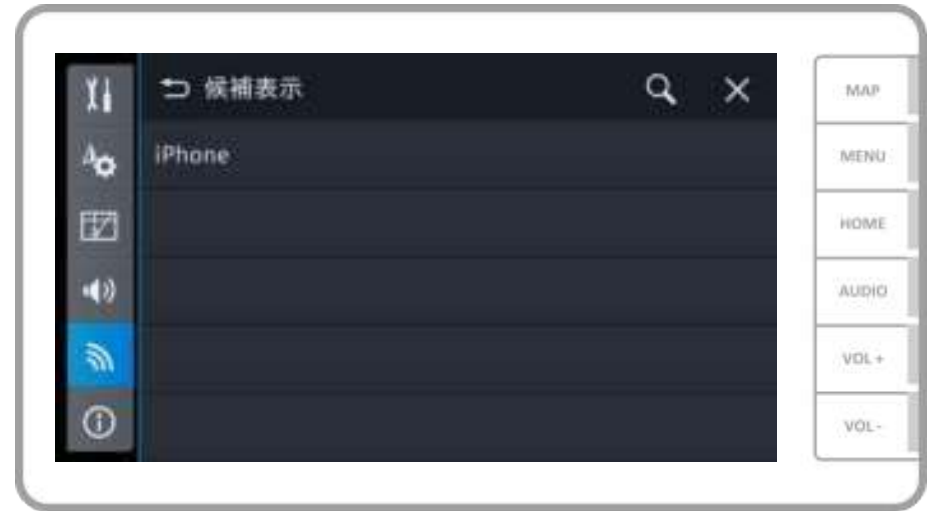 候補表示
iPhone
MAP
MENU
HOME
AUDIO
VOL +
VOL -